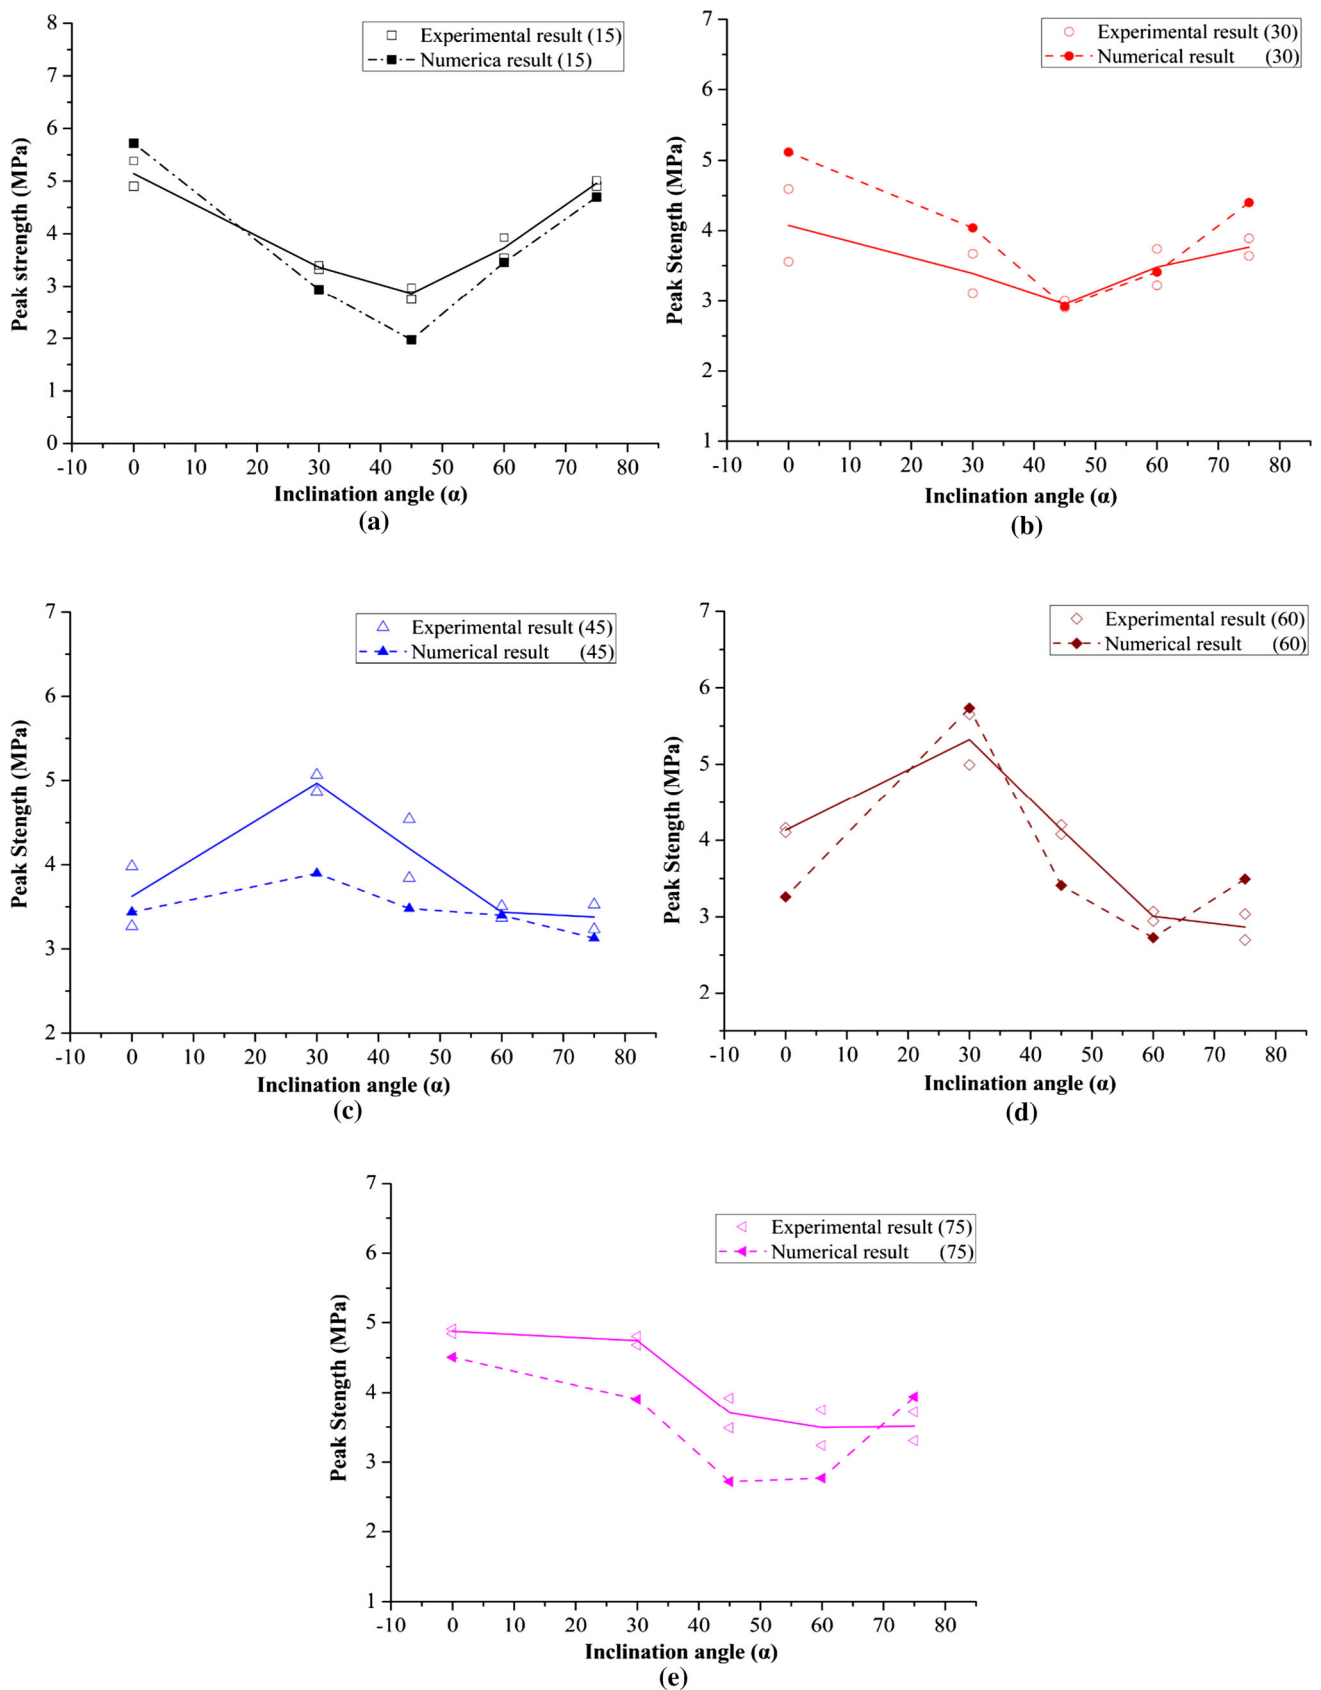 Experimental result (15)
Numerica result (15)
Peak strength (MPa)
8
7
6
5
4
3
2
1
0
-10 0 10 20 30 40 50 60 70 80
Inclination angle (α)
(a)
Experimental result (30)
Numerical result (30)
Peak Stength (MPa)
7
6
5
4
3
2
1
-10 0 10 20 30 40 50 60 70 80
Inclination angle (α)
(b)
Experimental result (45)
Numerical result (45)
Peak Stength (MPa)
7
6
5
4
3
2
-10 0 10 20 30 40 50 60 70 80
Inclination angle (α)
(c)
Experimental result (60)
Numerical result (60)
Peak Stength (MPa)
7
6
5
4
3
2
-10 0 10 20 30 40 50 60 70 80
Inclination angle (α)
(d)
Experimental result (75)
Numerical result (75)
Peak Stength (MPa)
7
6
5
4
3
2
1
-10 0 10 20 30 40 50 60 70 80
Inclination angle (α)
(e)